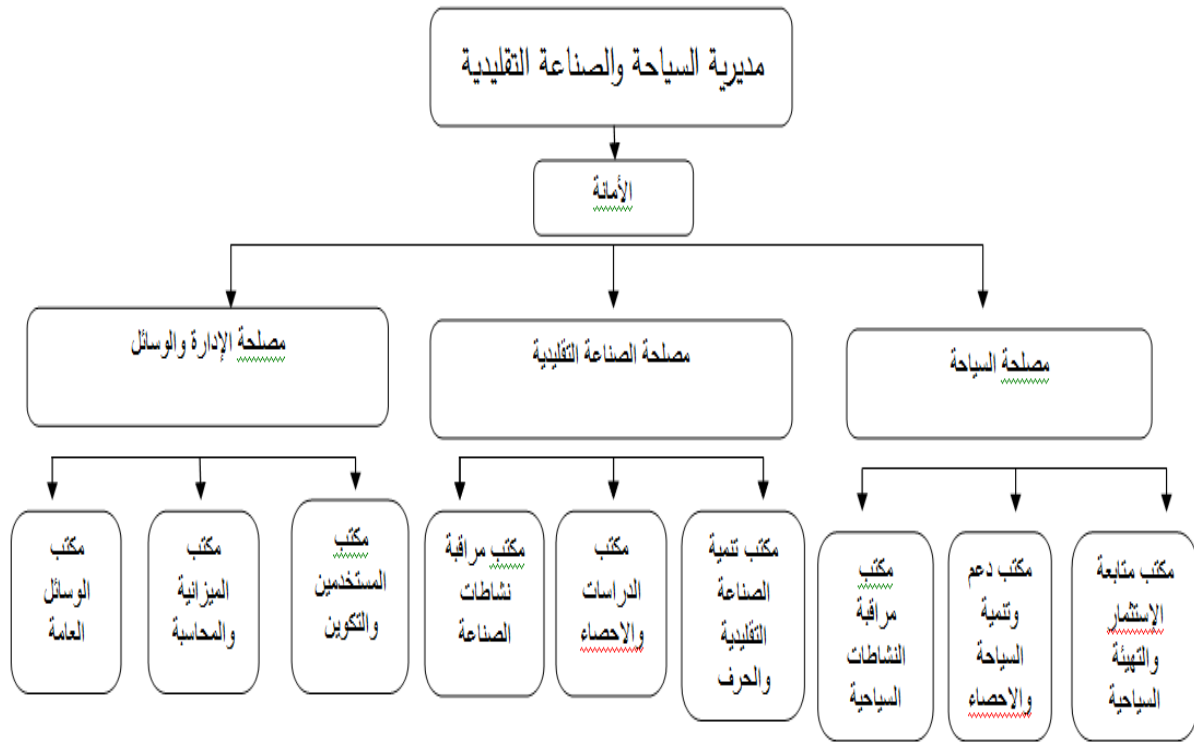 مديرية السياحة والصناعة التقليدية
الأمانة
مصلحة السياحة
مصلحة الصناعة التقليدية
مصلحة الإدارة والوسائل
مكتب متابعة
الاستثمار
والتهيئة
السياحية
مكتب دعم
وتنمية
السياحة
والاحصاء
مكتب
مراقبة
النشاطات
السياحية
مكتب تنمية
الصناعة
التقليدية
والحرف
مكتب
الدراسات
والاحصاء
مكتب مراقبة
نشاطات
الصناعة
مكتب
المستخدمين
والتكوين
مكتب
الميزانية
والمحاسبة
مكتب
الوسائل
العامة